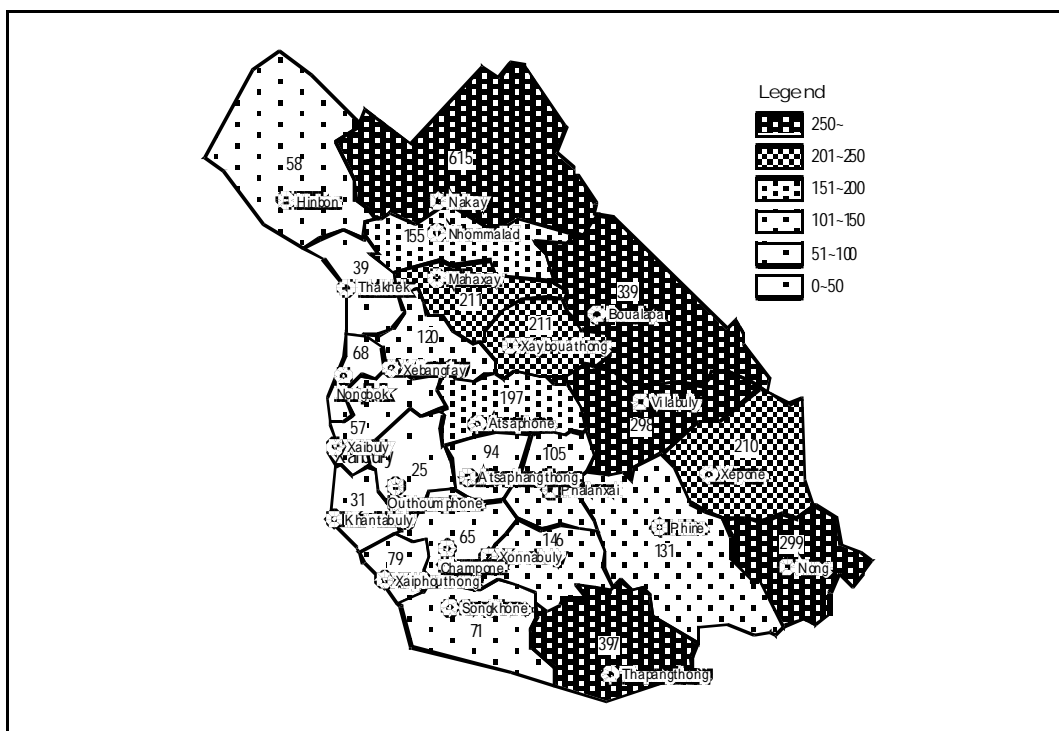 Legend
250~
201~250
151~200
101~150
51~100
0~50
615
58
Hinbon
Nakay
155
Nhommalad
39
Thakhek
Mahaxay
211
339
Boualapa
211
120
Xaybouathong
68
Xebangfay
Nongbok
197
Vilabuly
Atsaphone
298
57
Xaibuly
Xaibuly
94
105
210
25
Atsaphangthong
Xepone
Phalanxai
31
Outhoumphone
Khantabuly
Phine
65
146
131
299
79
Xonnabuly
Champone
Nong
Xaiphouthong
Songkhone
71
397
Thapangthong